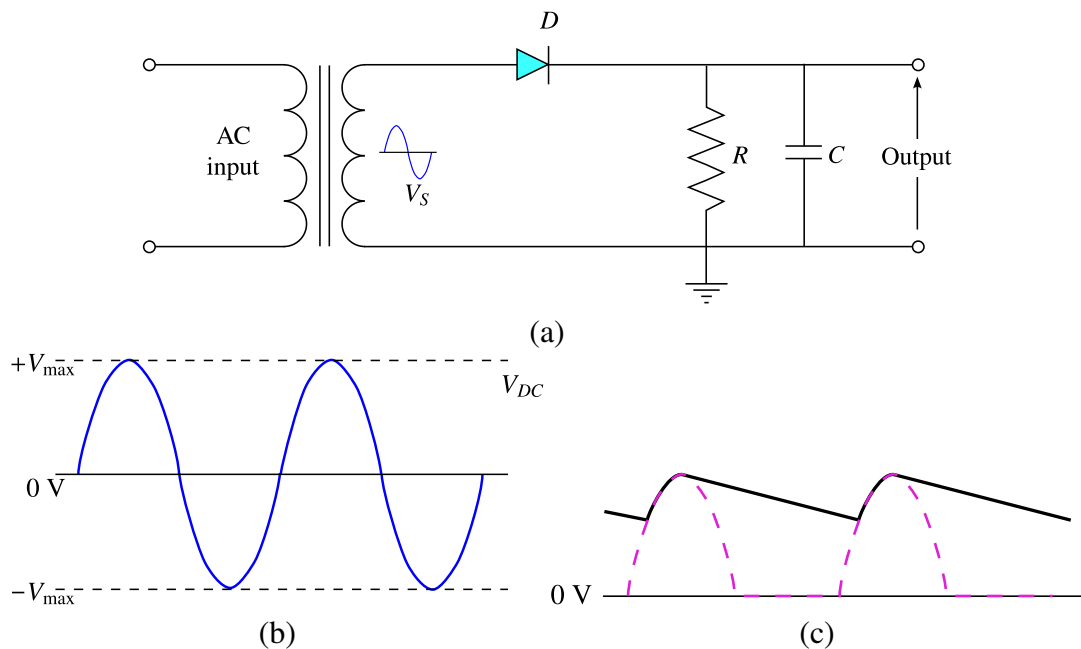 D
AC
input
V_S
R
C
Output
(a)
+V_max
V_DC
0 V
−V_max
(b)
0 V
(c)